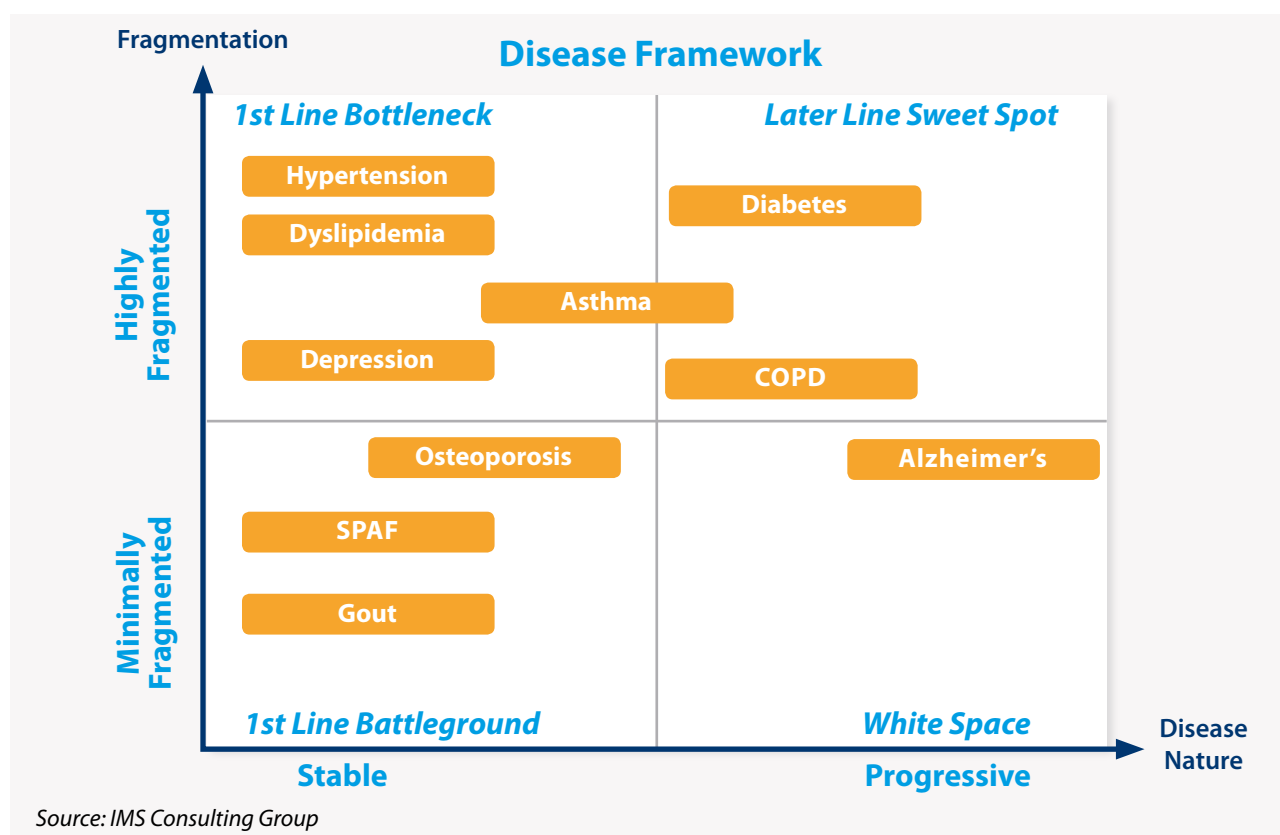 Fragmentation
Disease Framework
1st Line Bottleneck
Later Line Sweet Spot
Hypertension
Diabetes
Dyslipidemia
Asthma
Depression
COPD
Highly
Fragmented
Osteoporosis
Alzheimer’s
SPAF
Gout
Minimally
Fragmented
1st Line Battleground
White Space
Disease
Nature
Stable
Progressive
Source: IMS Consulting Group